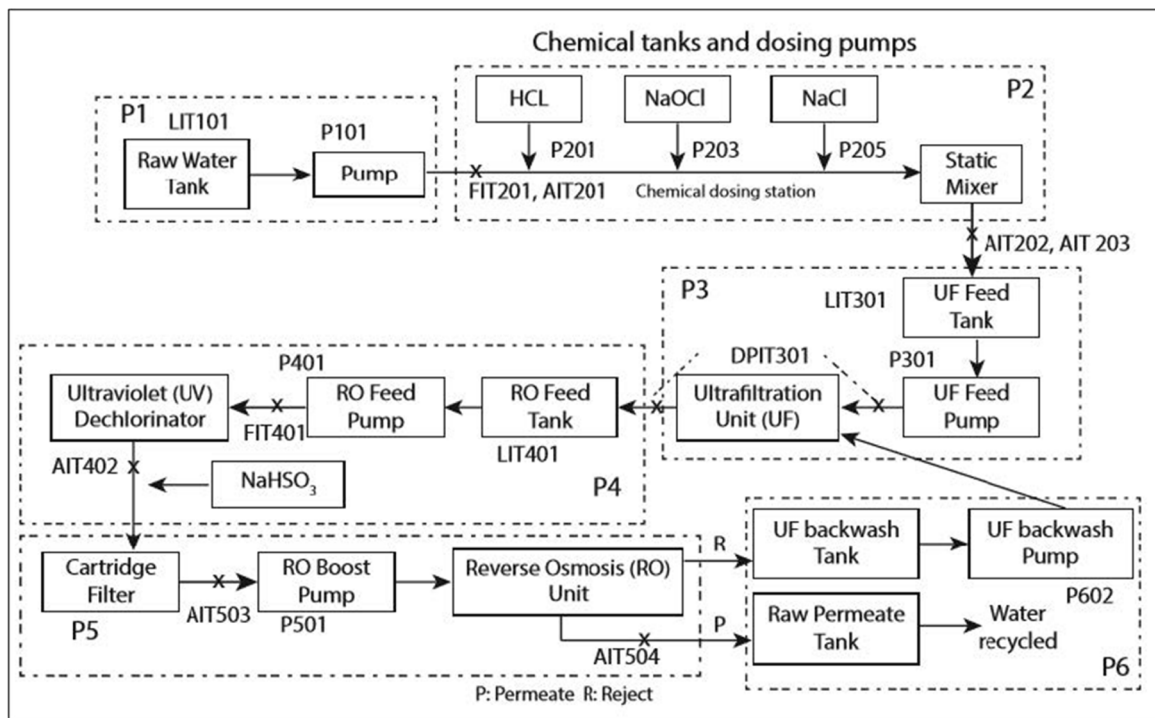 Chemical tanks and dosing pumps
P1
LIT101
Raw Water
Tank
P101
Pump
P2
HCL
NaOCl
NaCl
P201
P203
P205
FIT201, AIT201
Chemical dosing station
Static
Mixer
AIT202, AIT 203
P3
LIT301
UF Feed
Tank
P301
UF Feed
Pump
DPIT301
Ultrafiltration
Unit (UF)
P401
Ultraviolet (UV)
Dechlorinator
FIT401
RO Feed
Pump
RO Feed
Tank
LIT401
AIT402
NaHSO₃
P4
Cartridge
Filter
P5
AIT503
RO Boost
Pump
P501
Reverse Osmosis (RO)
Unit
AIT504
R
P
UF backwash
Tank
UF backwash
Pump
P602
Raw Permeate
Tank
Water
recycled
P6
P: Permeate R: Reject